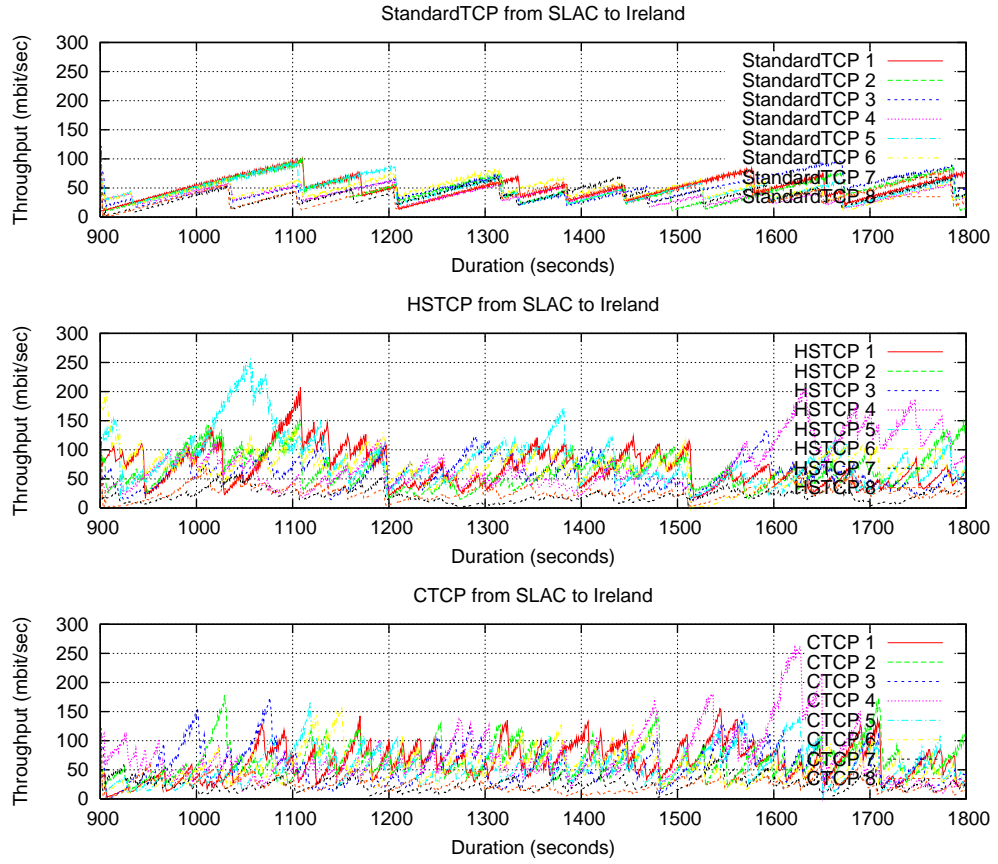 StandardTCP from SLAC to Ireland
300
250
200
150
100
50
0
900 1000 1100 1200 1300 1400 1500 1600 1700 1800
Throughput (mbit/sec)
Duration (seconds)
StandardTCP 1
StandardTCP 2
StandardTCP 3
StandardTCP 4
StandardTCP 5
StandardTCP 6
StandardTCP 7
StandardTCP 8
HSTCP from SLAC to Ireland
300
250
200
150
100
50
0
900 1000 1100 1200 1300 1400 1500 1600 1700 1800
Throughput (mbit/sec)
Duration (seconds)
HSTCP 1
HSTCP 2
HSTCP 3
HSTCP 4
HSTCP 5
HSTCP 6
HSTCP 7
HSTCP 8
CTCP from SLAC to Ireland
300
250
200
150
100
50
0
900 1000 1100 1200 1300 1400 1500 1600 1700 1800
Throughput (mbit/sec)
Duration (seconds)
CTCP 1
CTCP 2
CTCP 3
CTCP 4
CTCP 5
CTCP 6
CTCP 7
CTCP 8